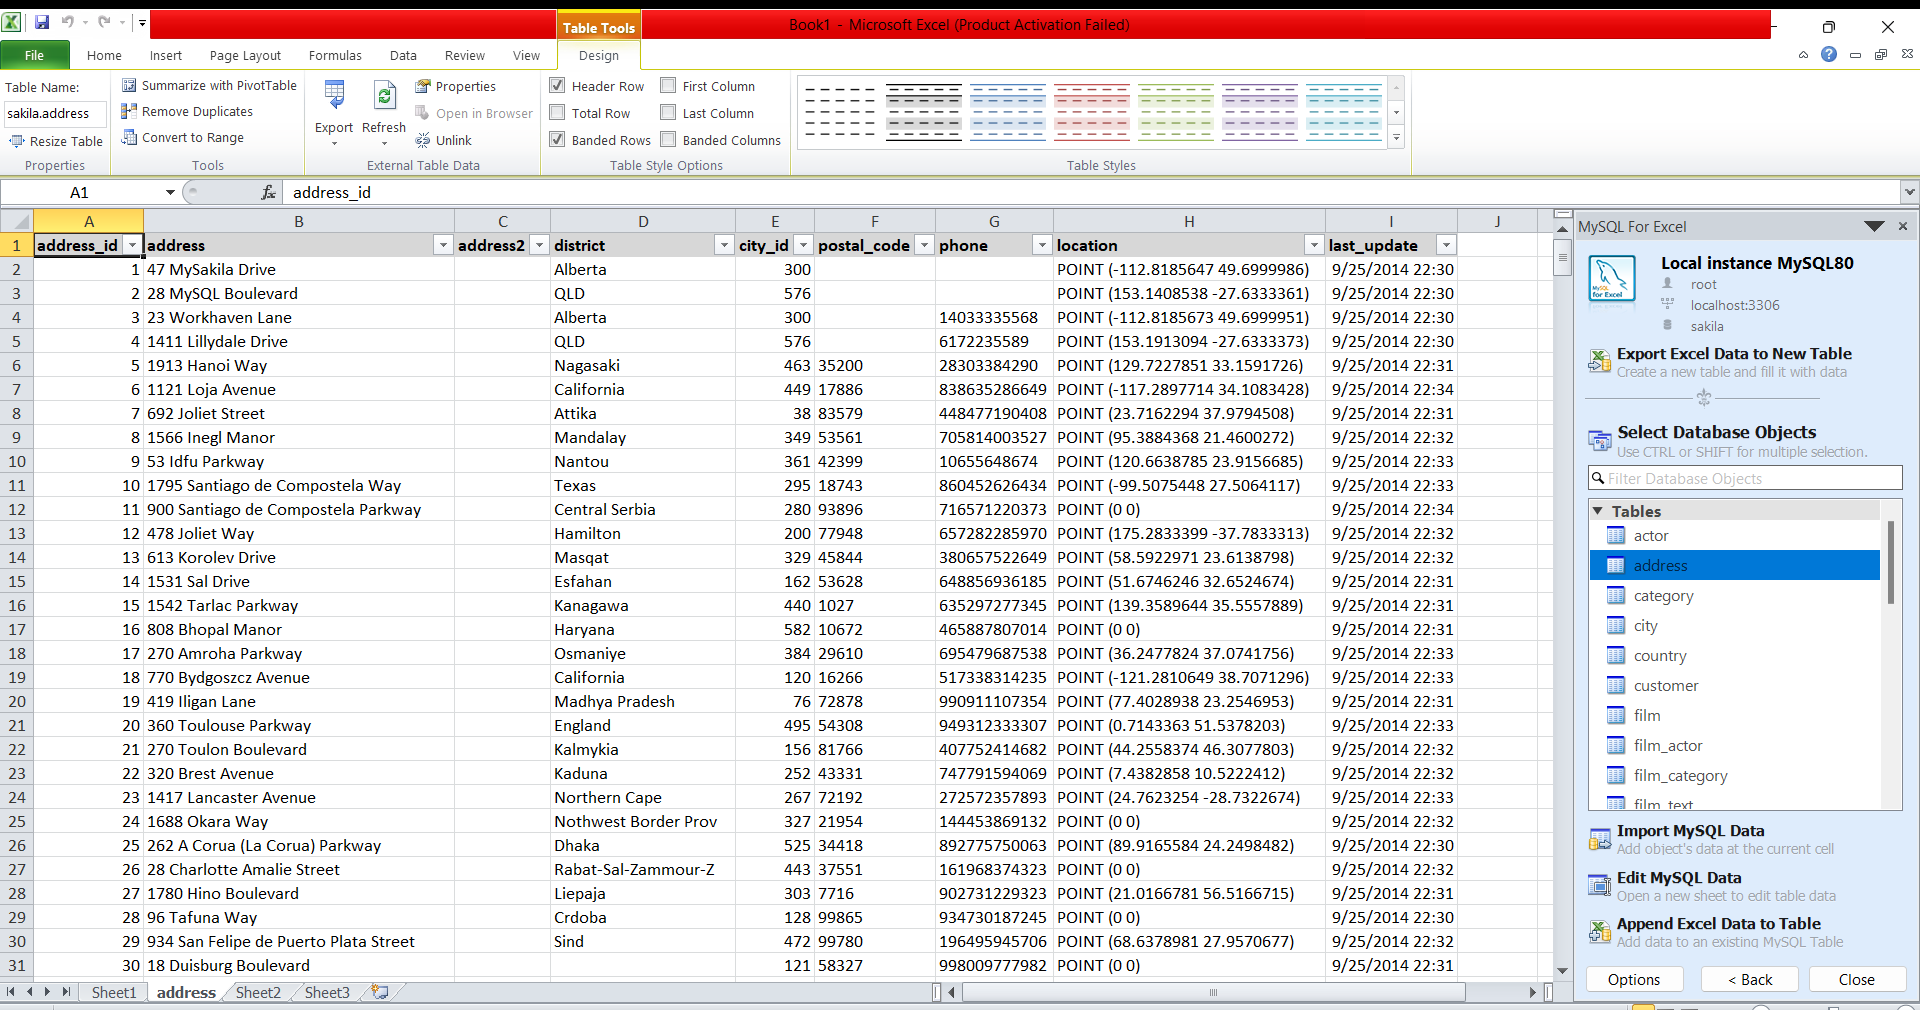 Table Tools
Book1 - Microsoft Excel (Product Activation Failed)
File Home Insert Page Layout Formulas Data Review View Design
Table Name:
sakila.address
Resize Table
Properties
Summarize with PivotTable
Remove Duplicates
Convert to Range
Tools
Export Refresh
Properties
Open in Browser
Unlink
External Table Data
Header Row First Column
Total Row Last Column
Banded Rows Banded Columns
Table Style Options
Table Styles
A1 fx address_id
A B C D E F G H I J
1 address_id address address2 district city_id postal_code phone location last_update
2 1 47 MySakila Drive Alberta 300 POINT (-112.8185647 49.6999986) 9/25/2014 22:30
3 2 28 MySQL Boulevard QLD 576 POINT (153.1408538 -27.6333361) 9/25/2014 22:30
4 3 23 Workhaven Lane Alberta 300 14033335568 POINT (-112.8185673 49.6999951) 9/25/2014 22:30
5 4 1411 Lillydale Drive QLD 576 6172235589 POINT (153.1913094 -27.6333373) 9/25/2014 22:30
6 5 1913 Hanoi Way Nagasaki 463 35200 28303384290 POINT (129.7227851 33.1591726) 9/25/2014 22:31
7 6 1121 Loja Avenue California 449 17886 838635286649 POINT (-117.2897714 34.1083428) 9/25/2014 22:34
8 7 692 Joliet Street Attika 38 83579 448477190408 POINT (23.7162294 37.9794508) 9/25/2014 22:31
9 8 1566 Inegl Manor Mandalay 349 53561 705814003527 POINT (95.3884368 21.4600272) 9/25/2014 22:32
10 9 53 Idfu Parkway Nantou 361 42399 10655648674 POINT (120.6638785 23.9156685) 9/25/2014 22:33
11 10 1795 Santiago de Compostela Way Texas 295 18743 860452626434 POINT (-99.5075448 27.5064117) 9/25/2014 22:33
12 11 900 Santiago de Compostela Parkway Central Serbia 280 93896 716571220373 POINT (0 0) 9/25/2014 22:34
13 12 478 Joliet Way Hamilton 200 77948 657282285970 POINT (175.2833399 -37.7833313) 9/25/2014 22:32
14 13 613 Korolev Drive Masqat 329 45844 380657522649 POINT (58.5922971 23.6138798) 9/25/2014 22:32
15 14 1531 Sal Drive Esfahan 162 53628 648856936185 POINT (51.6746246 32.6524674) 9/25/2014 22:31
16 15 1542 Tarlac Parkway Kanagawa 440 1027 635297277345 POINT (139.3589644 35.5557889) 9/25/2014 22:31
17 16 808 Bhopal Manor Haryana 582 10672 465887807014 POINT (0 0) 9/25/2014 22:31
18 17 270 Amroha Parkway Osmaniye 384 29610 695479687538 POINT (36.2477824 37.0741756) 9/25/2014 22:33
19 18 770 Bydgoszcz Avenue California 120 16266 517338314235 POINT (-121.2810649 38.7071296) 9/25/2014 22:33
20 19 419 Iligan Lane Madhya Pradesh 76 72878 990911107354 POINT (77.4028938 23.2546953) 9/25/2014 22:31
21 20 360 Toulouse Parkway England 495 54308 949312333307 POINT (0.7143363 51.5378203) 9/25/2014 22:33
22 21 270 Toulon Boulevard Kalmykia 156 81766 407752414682 POINT (44.2558374 46.3077803) 9/25/2014 22:32
23 22 320 Brest Avenue Kaduna 252 43331 747791594069 POINT (7.4382858 10.5222412) 9/25/2014 22:32
24 23 1417 Lancaster Avenue Northern Cape 267 72192 272572357893 POINT (24.7623254 -28.7322674) 9/25/2014 22:33
25 24 1688 Okara Way Nothwest Border Prov 327 21954 144453869132 POINT (0 0) 9/25/2014 22:32
26 25 262 A Corua (La Corua) Parkway Dhaka 525 34418 892775750063 POINT (89.9165584 24.2498482) 9/25/2014 22:30
27 26 28 Charlotte Amalie Street Rabat-Sal-Zammour-Z 443 37551 161968374323 POINT (0 0) 9/25/2014 22:32
28 27 1780 Hino Boulevard Liepaja 303 7716 902731229323 POINT (21.0166781 56.5166715) 9/25/2014 22:31
29 28 96 Tafuna Way Crdoba 128 99865 934730187245 POINT (0 0) 9/25/2014 22:30
30 29 934 San Felipe de Puerto Plata Street Sind 472 99780 196495945706 POINT (68.6378981 27.9570677) 9/25/2014 22:32
31 30 18 Duisburg Boulevard 121 58327 998009777982 POINT (0 0) 9/25/2014 22:31
Sheet1 address Sheet2 Sheet3
MySQL For Excel
MySQL
for Excel
Local instance MySQL80
root
localhost:3306
sakila
Export Excel Data to New Table
Create a new table and fill it with data
Select Database Objects
Use CTRL or SHIFT for multiple selection.
Filter Database Objects
Tables
actor
address
category
city
country
customer
film
film_actor
film_category
film_text
Import MySQL Data
Add object's data at the current cell
Edit MySQL Data
Open a new sheet to edit table data
Append Excel Data to Table
Add data to an existing MySQL Table
Options < Back Close